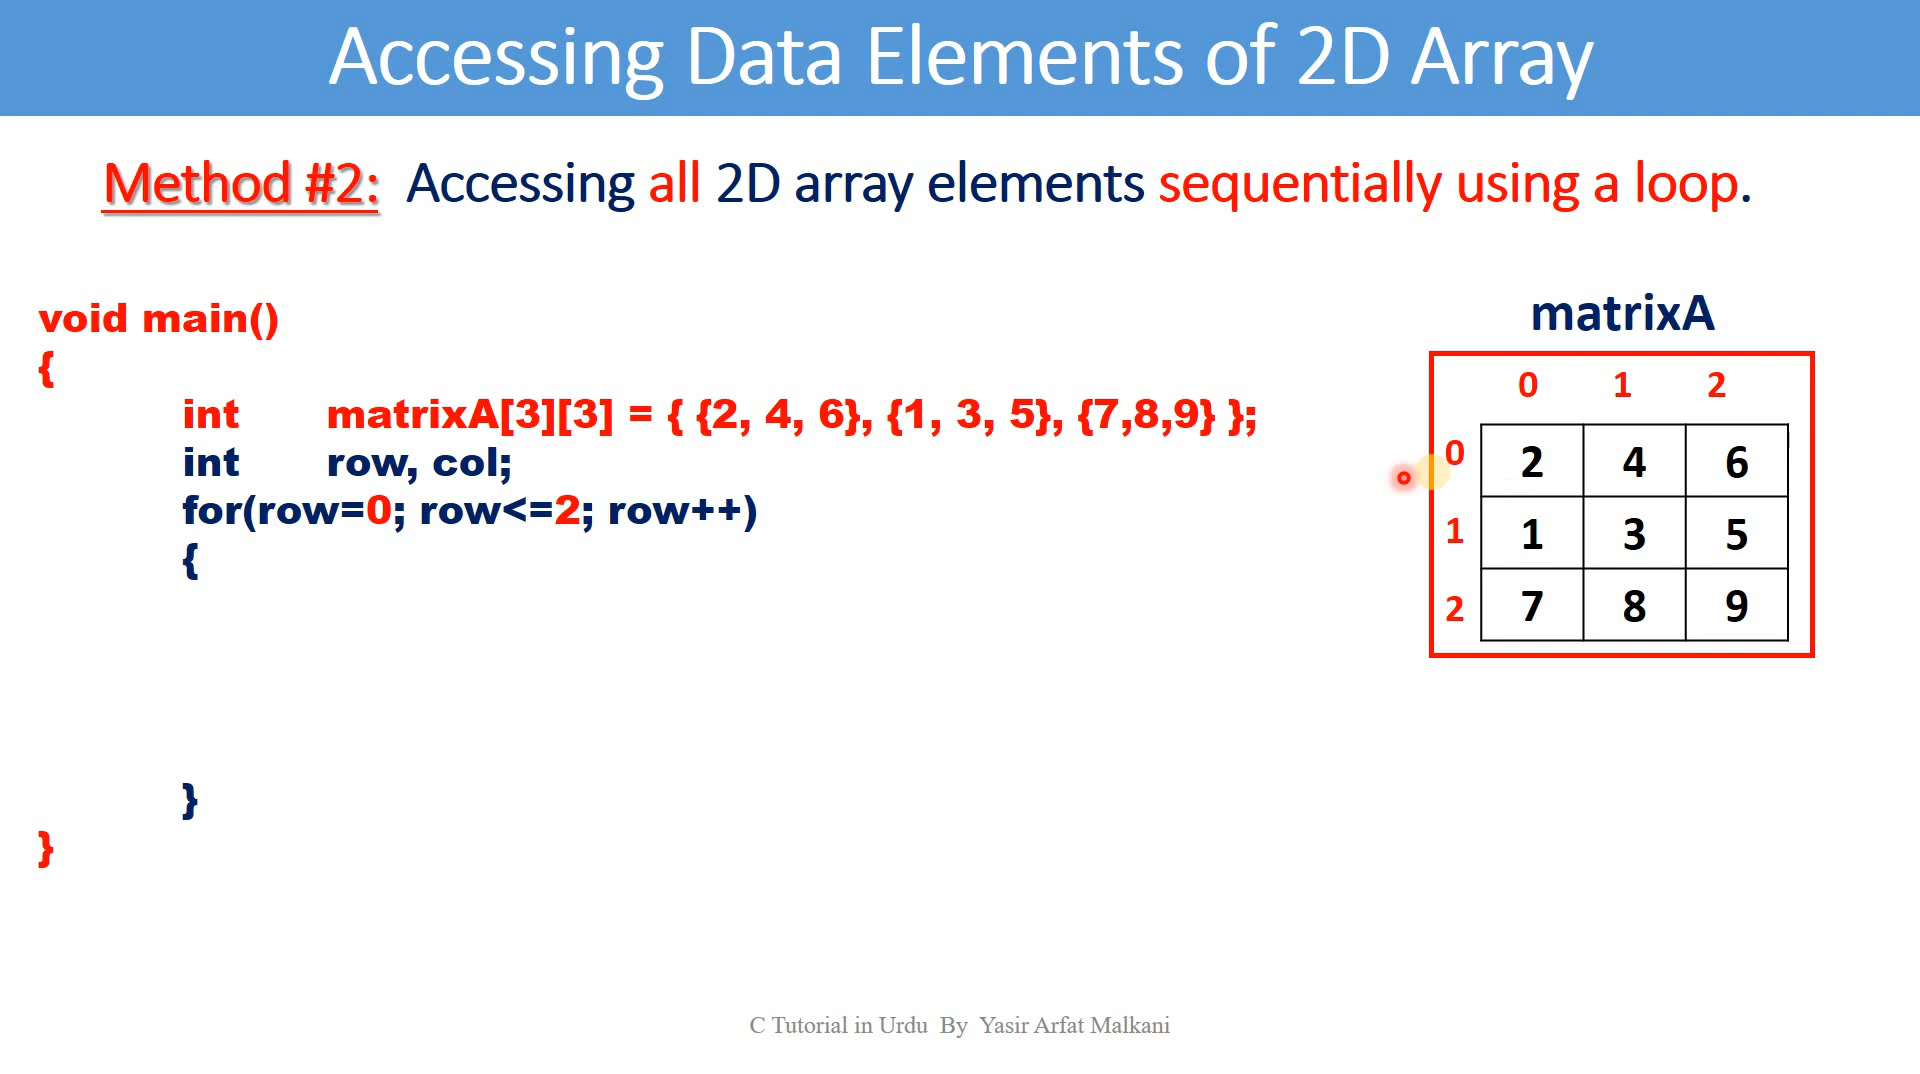 Accessing Data Elements of 2D Array
Method #2: Accessing all 2D array elements sequentially using a loop.
void main()
{
int matrixA[3][3] = { {2, 4, 6}, {1, 3, 5}, {7,8,9} };
int row, col;
for(row=0; row<=2; row++)
{
}
}
matrixA
0 1 2
0 2 4 6
1 1 3 5
2 7 8 9
C Tutorial in Urdu By Yasir Arfat Malkani